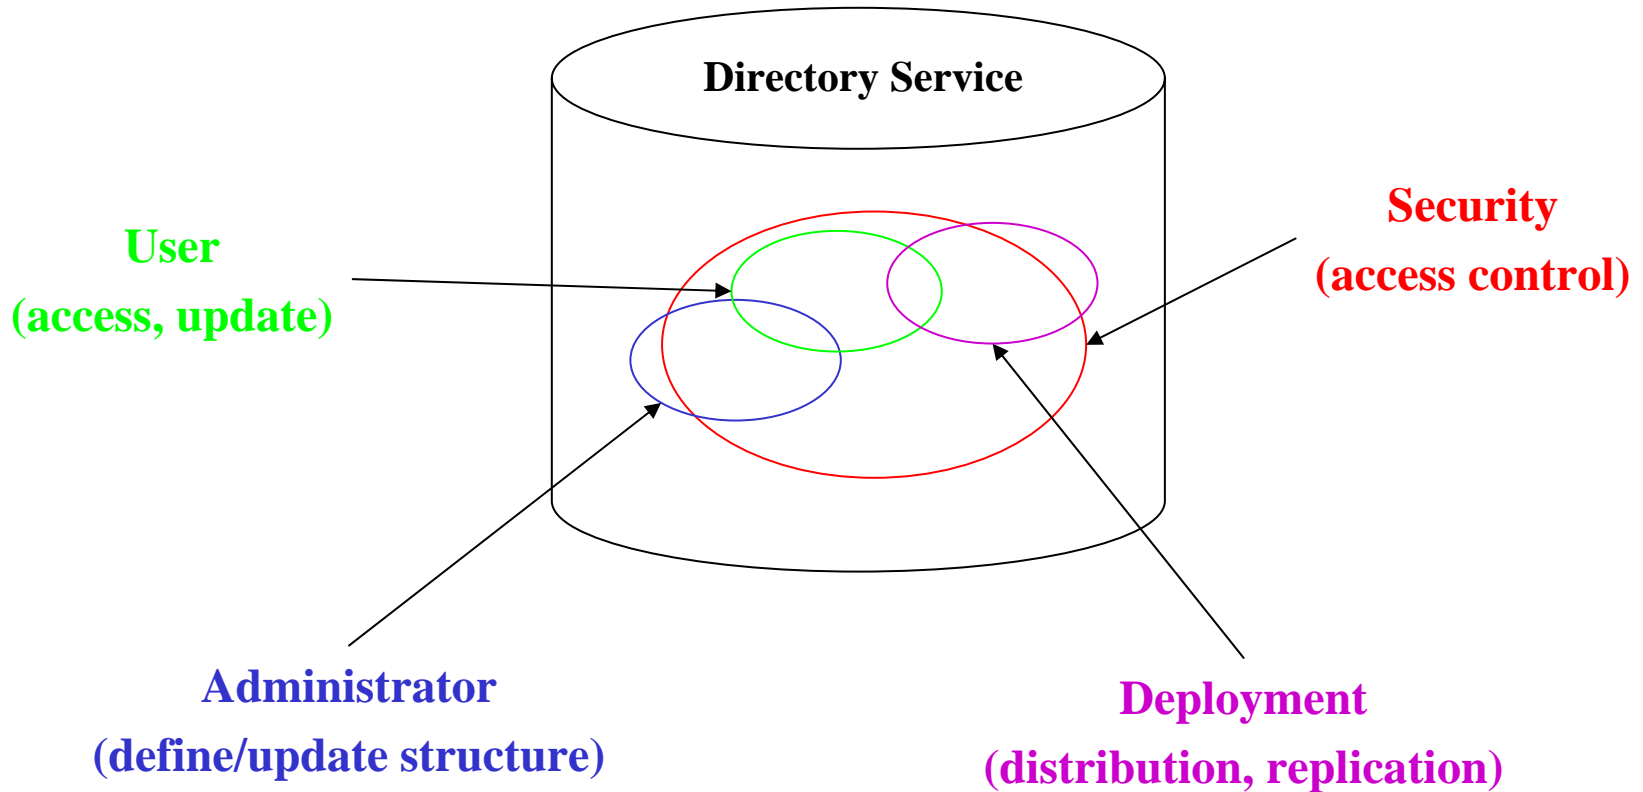 Directory Service
User
(access, update)
Security
(access control)
Administrator
(define/update structure)
Deployment
(distribution, replication)